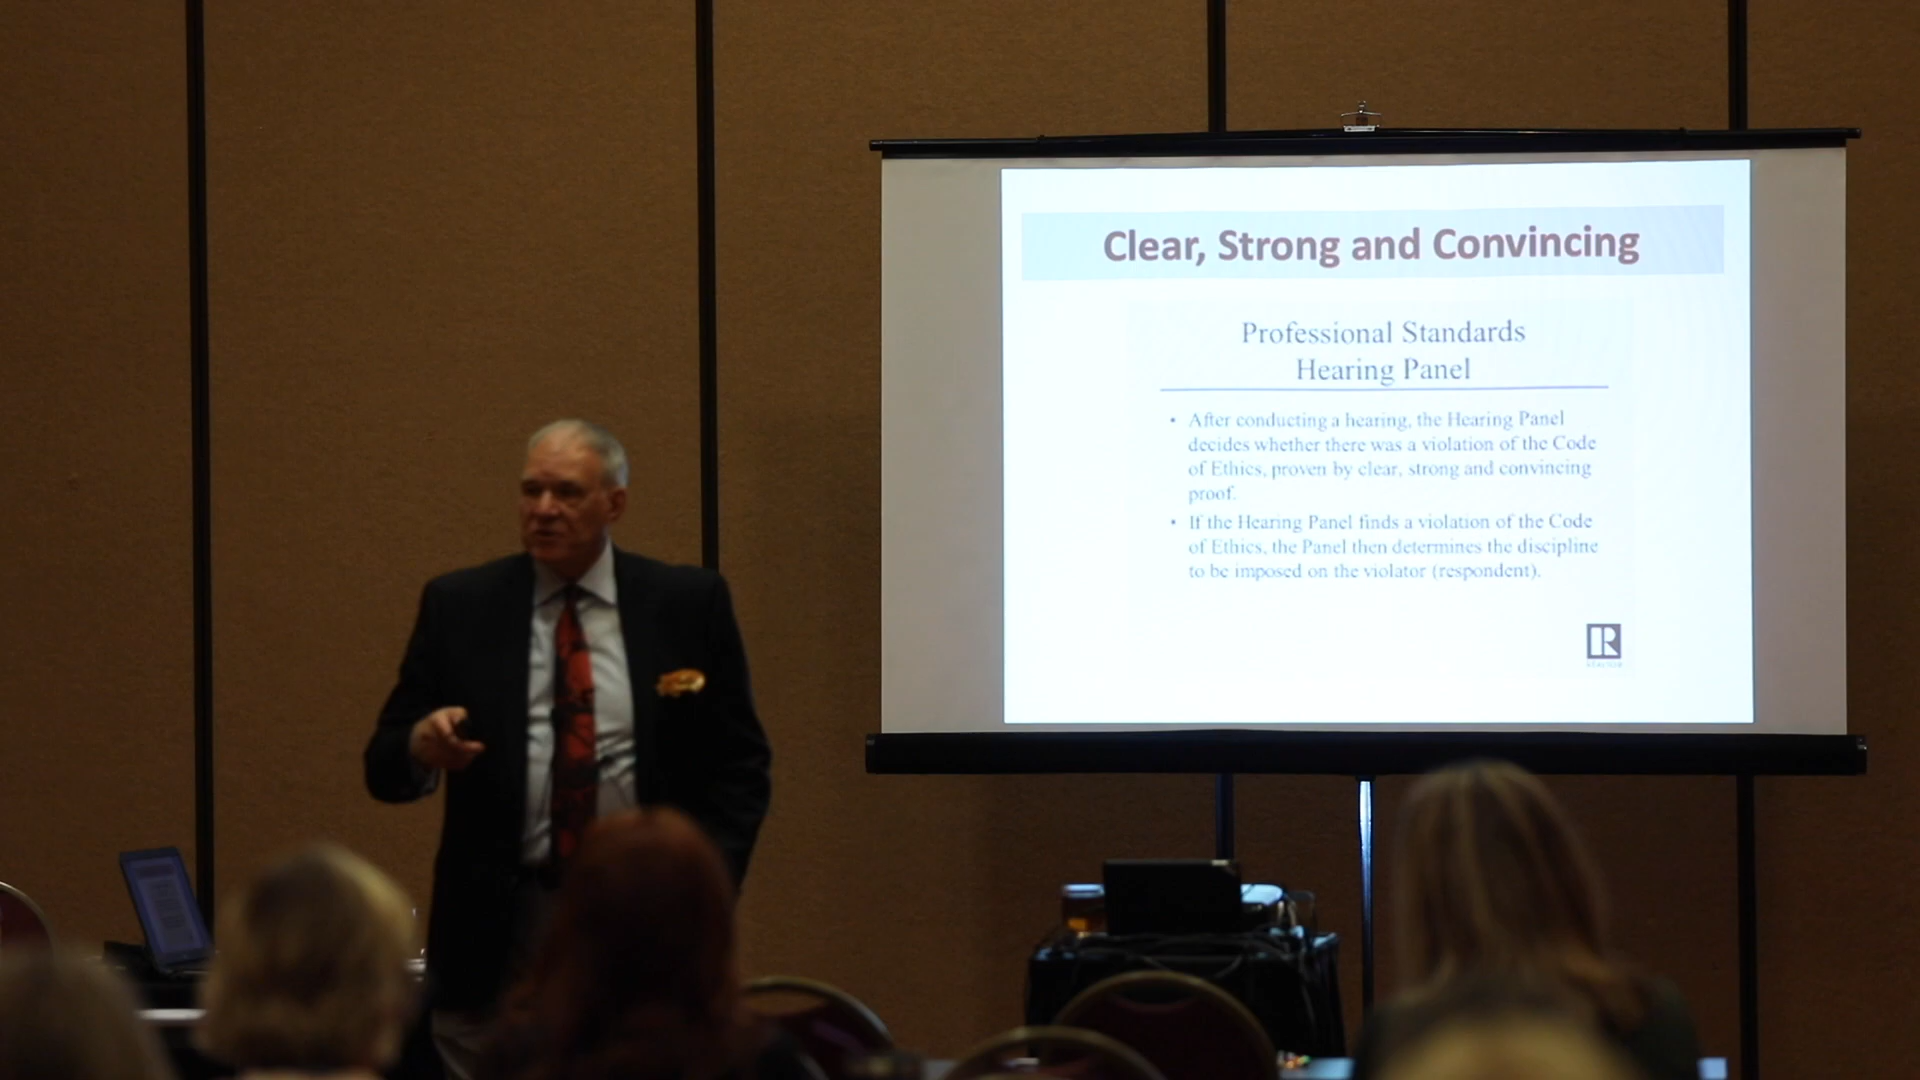 Clear, Strong and Convincing
Professional Standards
Hearing Panel
• After conducting a hearing, the Hearing Panel
decides whether there was a violation of the Code
of Ethics, proven by clear, strong and convincing
proof.
• If the Hearing Panel finds a violation of the Code
of Ethics, the Panel then determines the discipline
to be imposed on the violator (respondent).
R
REALTOR